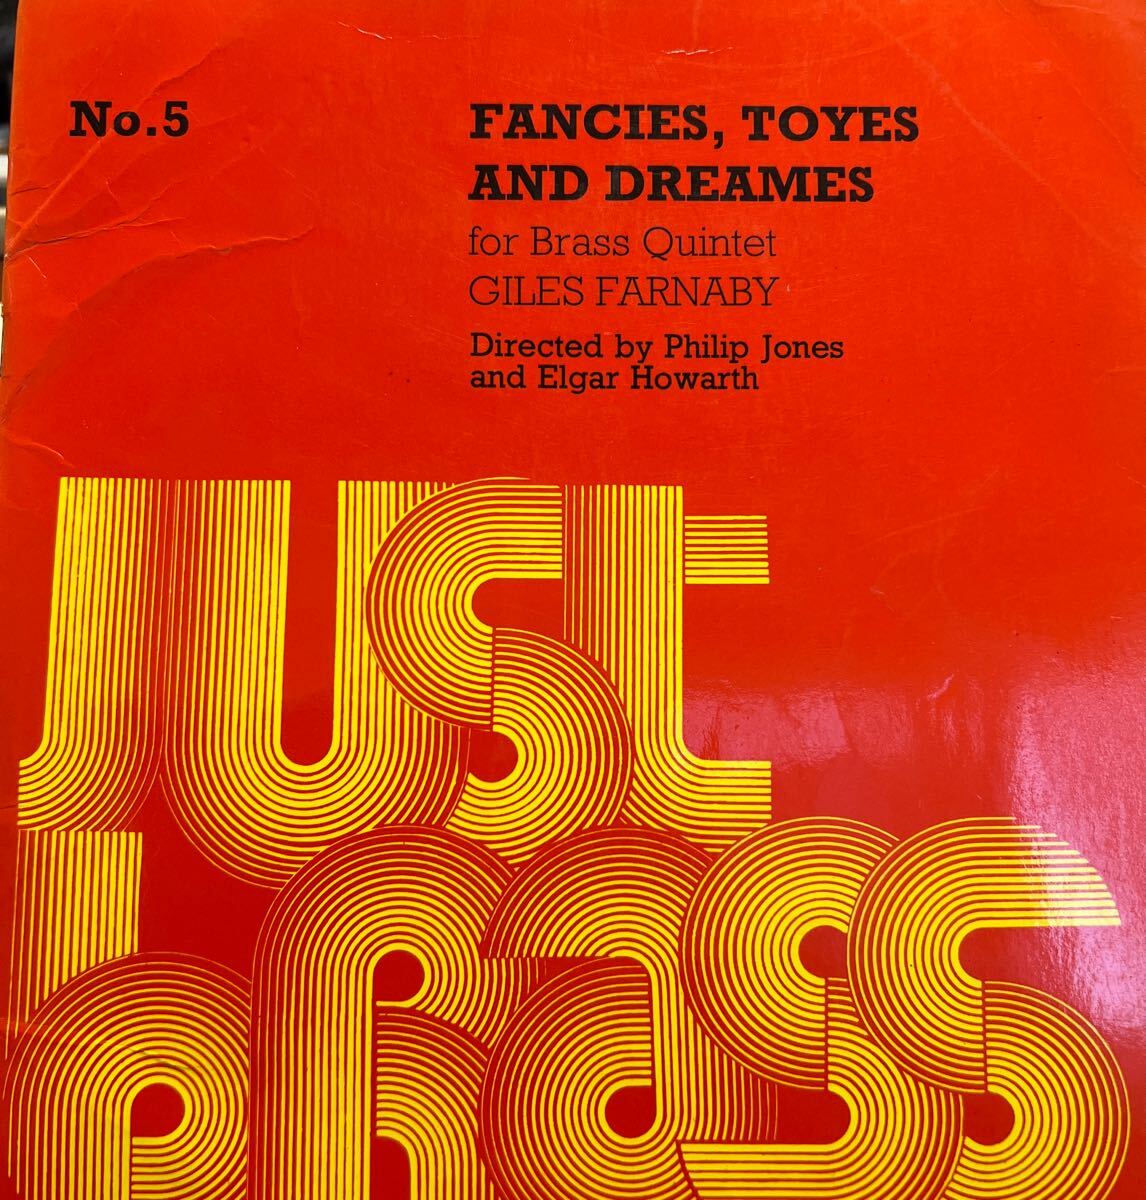 No.5
FANCIES, TOYES
AND DREAMES
for Brass Quintet
GILES FARNABY
Directed by Philip Jones
and Elgar Howarth
JUST
brass